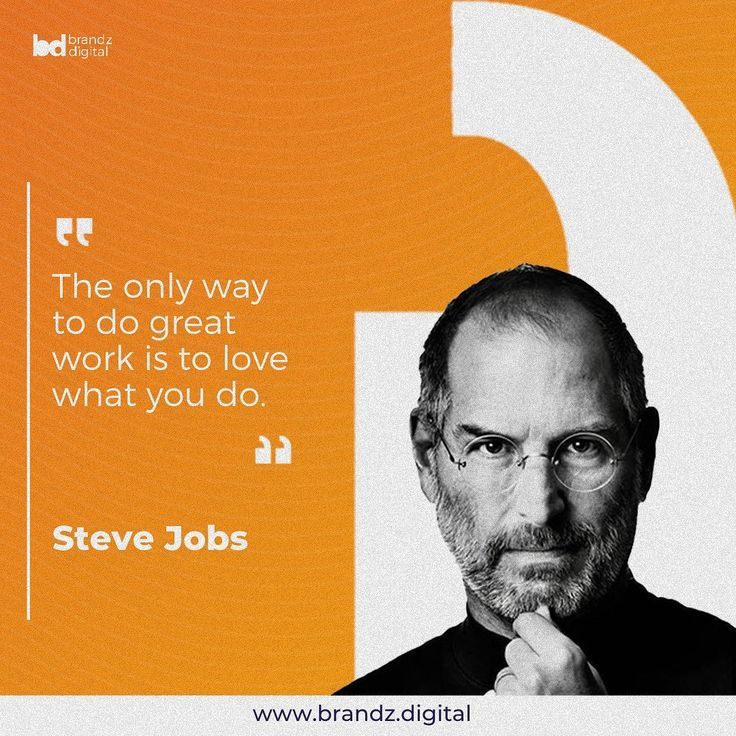 bd brandz
digital
“
The only way
to do great
work is to love
what you do.
”
Steve Jobs
www.brandz.digital